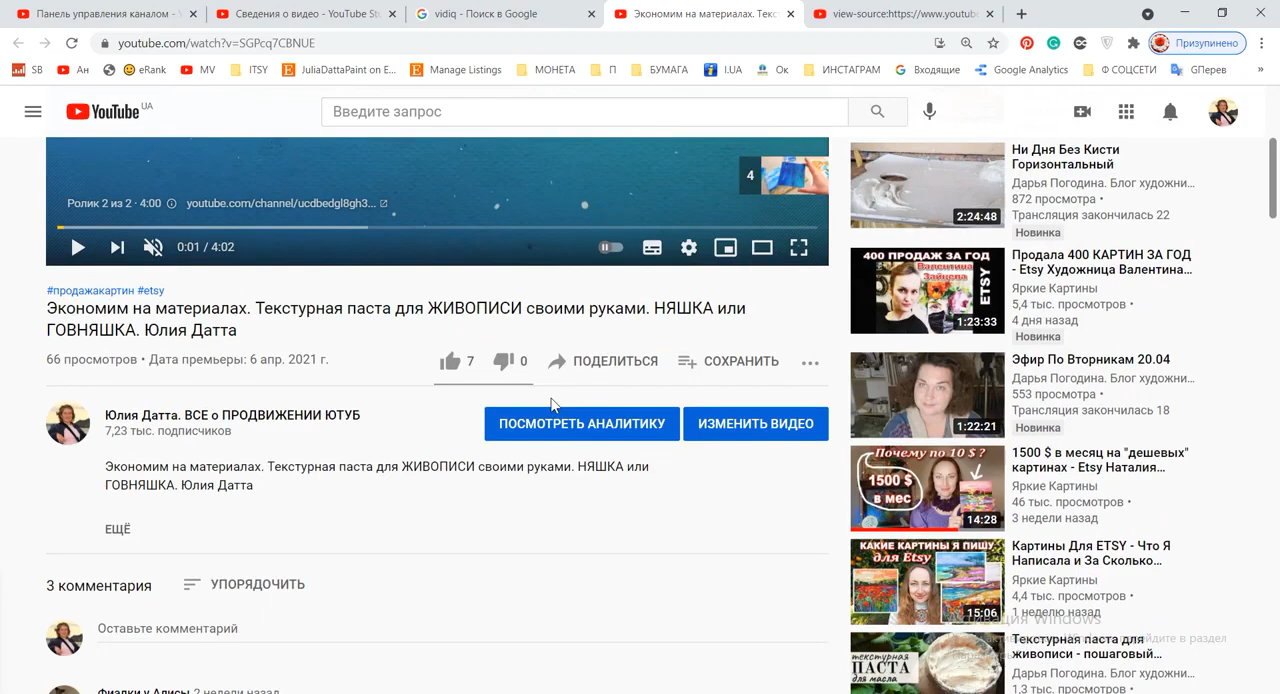 Панель управления каналом -
Сведения о видео - YouTube Stu
vidiq - Поиск в Google
Экономим на материалах. Текс
view-source:https://www.youtube
youtube.com/watch?v=SGPcq7CBNUE
Призупинено
SB
Ан
eRank
MV
ITSY
JuliaDattaPaint on E...
Manage Listings
МОНЕТА
П
БУМАГА
I.UA
Ок
ИНСТАГРАМ
Входящие
Google Analytics
Ф СОЦСЕТИ
GПерев
»
YouTube UA
Введите запрос
4
Ролик 2 из 2 · 4:00
youtube.com/channel/ucdbedgl8gh3...
0:01 / 4:02
#продажакартин #etsy
Экономим на материалах. Текстурная паста для ЖИВОПИСИ своими руками. НЯШКА или
ГОВНЯШКА. Юлия Датта
66 просмотров • Дата премьеры: 6 апр. 2021 г.
7
0
ПОДЕЛИТЬСЯ
СОХРАНИТЬ
Юлия Датта. ВСЕ о ПРОДВИЖЕНИИ ЮТУБ
7,23 тыс. подписчиков
ПОСМОТРЕТЬ АНАЛИТИКУ
ИЗМЕНИТЬ ВИДЕО
Экономим на материалах. Текстурная паста для ЖИВОПИСИ своими руками. НЯШКА или
ГОВНЯШКА. Юлия Датта
ЕЩЁ
3 комментария
УПОРЯДОЧИТЬ
Оставьте комментарий
Фиалки у Алисы 2 недели назад
2:24:48
Ни Дня Без Кисти
Горизонтальный
Дарья Погодина. Блог художни...
872 просмотра •
Трансляция закончилась 22
Новинка
400 ПРОДАЖ ЗА ГОД
Валентина
Зайцева
ETSY
1:23:33
Продала 400 КАРТИН ЗА ГОД
- Etsy Художница Валентина...
Яркие Картины
5,4 тыс. просмотров •
4 дня назад
Новинка
1:22:21
Эфир По Вторникам 20.04
Дарья Погодина. Блог художни...
553 просмотра •
Трансляция закончилась 18
Новинка
Почему по 10 $ ?
1500 $
в мес
14:28
1500 $ в месяц на "дешевых"
картинах - Etsy Наталия...
Яркие Картины
46 тыс. просмотров •
3 недели назад
КАКИЕ КАРТИНЫ Я ПИШУ
для Etsy
15:06
Картины Для ETSY - Что Я
Написала и За Сколько...
Яркие Картины
4,4 тыс. просмотров •
1 неделю назад
текстурная
ПАСТА
для масла
Текстурная паста для
живописи - пошаговый...
Дарья Погодина. Блог художни...
1,3 тыс. просмотров •